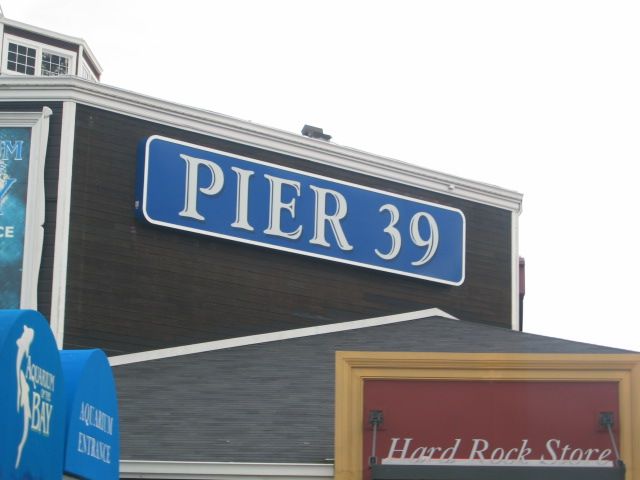 PIER 39
AQUARIUM
OF THE
BAY
AQUARIUM
ENTRANCE
Hard Rock Store